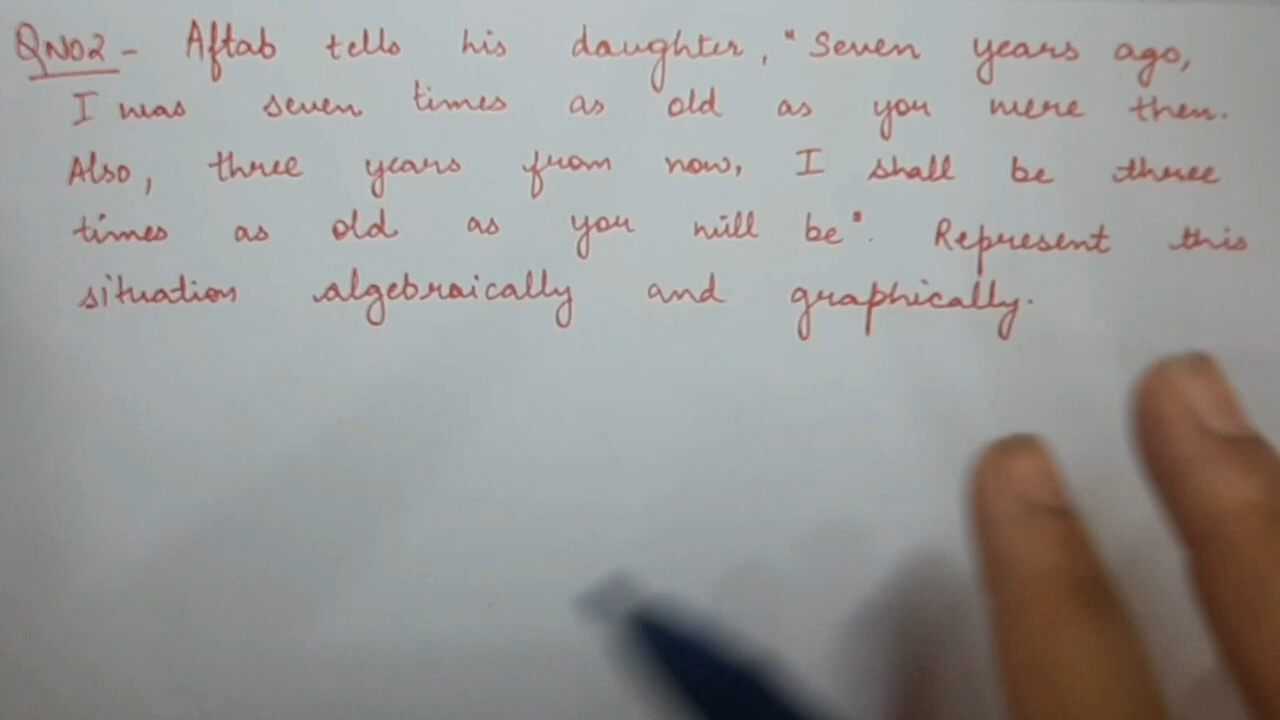 QNO2 - Aftab tells his daughter, "Seven years ago,
I was seven times as old as you were then.
Also, three years from now, I shall be three
times as old as you will be". Represent this
situation algebraically and graphically.